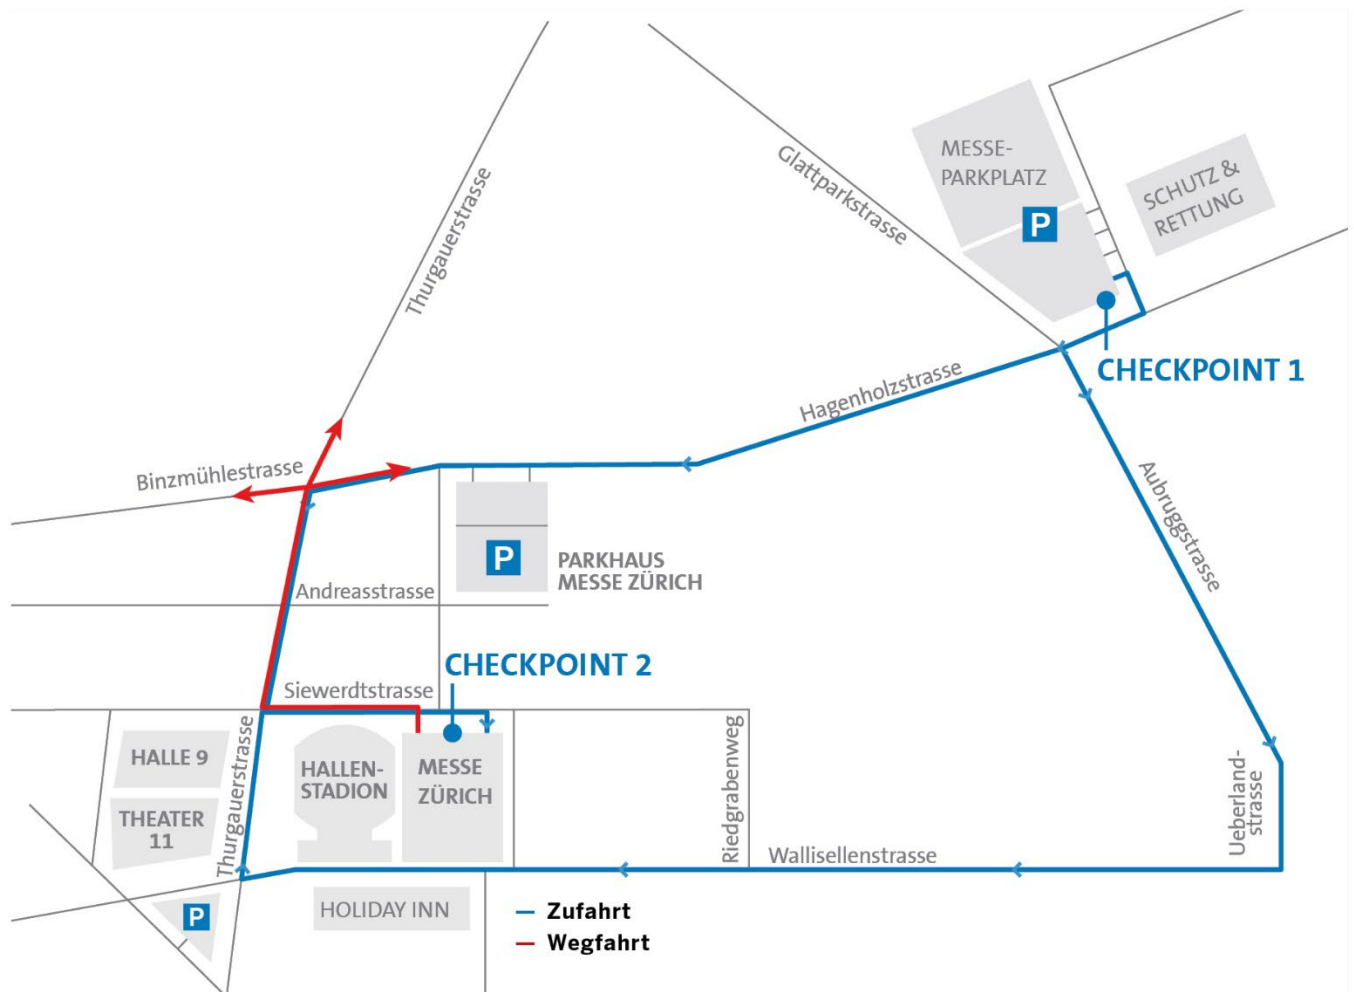 MESSE-
PARKPLATZ
P
SCHUTZ &
RETTUNG
Glattparkstrasse
Thurgauerstrasse
CHECKPOINT 1
Hagenholzstrasse
Binzmühlestrasse
Aubruggstrasse
P
PARKHAUS
MESSE ZÜRICH
Andreasstrasse
CHECKPOINT 2
Siewerdtstrasse
HALLE 9
THEATER
11
Thurgauerstrasse
HALLEN-
STADION
MESSE
ZÜRICH
Riedgrabenweg
Ueberland-
strasse
Wallisellenstrasse
P
HOLIDAY INN
Zufahrt
Wegfahrt